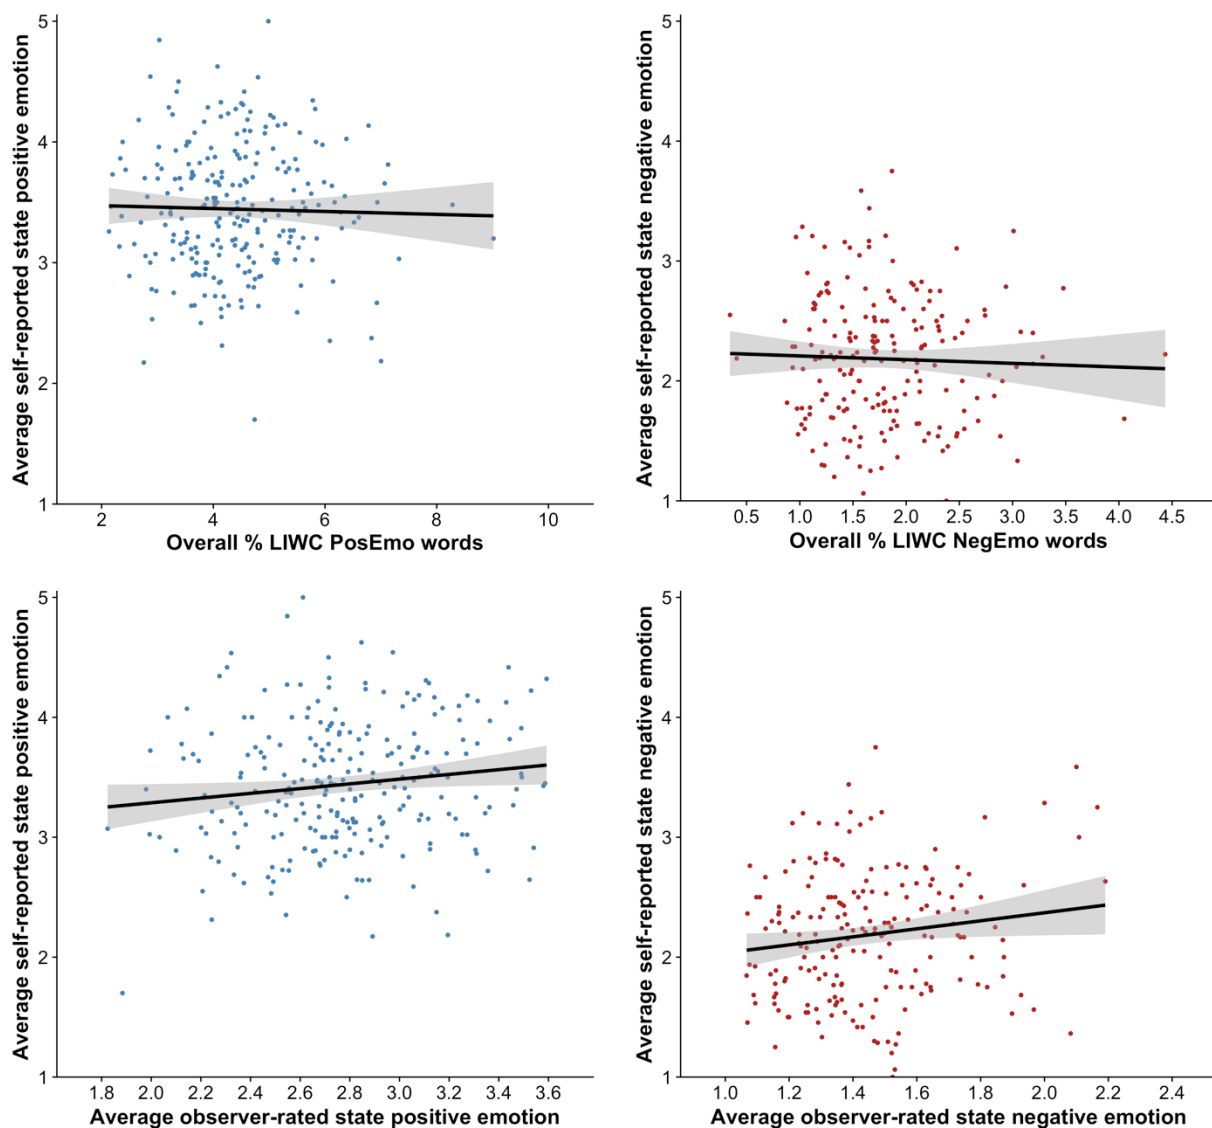 Average self-reported state positive emotion
5
4
3
2
1
2 4 6 8 10
Overall % LIWC PosEmo words
Average self-reported state negative emotion
5
4
3
2
1
0.5 1.0 1.5 2.0 2.5 3.0 3.5 4.0 4.5
Overall % LIWC NegEmo words
Average self-reported state positive emotion
5
4
3
2
1
1.8 2.0 2.2 2.4 2.6 2.8 3.0 3.2 3.4 3.6
Average observer-rated state positive emotion
Average self-reported state negative emotion
5
4
3
2
1
1.0 1.2 1.4 1.6 1.8 2.0 2.2 2.4
Average observer-rated state negative emotion